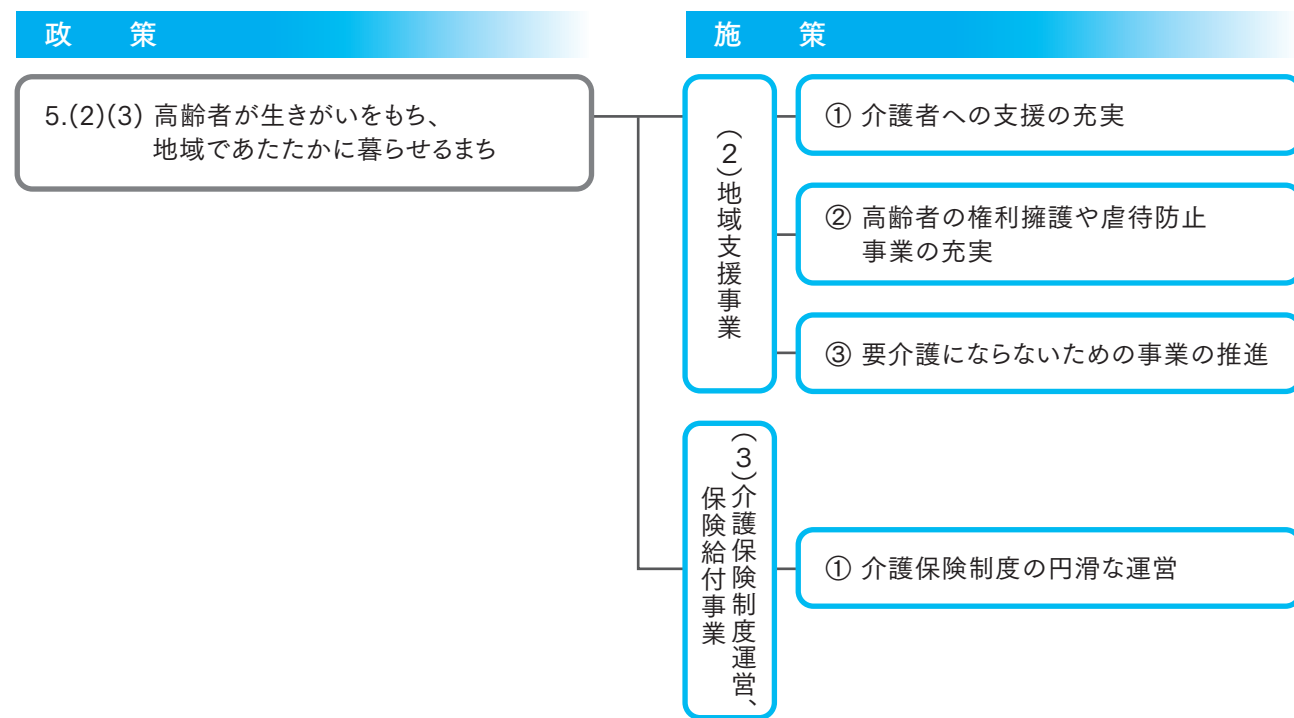 政　策
施　策
5.(2)(3) 高齢者が生きがいをもち、
地域であたたかに暮らせるまち
(2)地域支援事業
① 介護者への支援の充実
② 高齢者の権利擁護や虐待防止
事業の充実
③ 要介護にならないための事業の推進
(3)介護保険制度運営、
保険給付事業
① 介護保険制度の円滑な運営